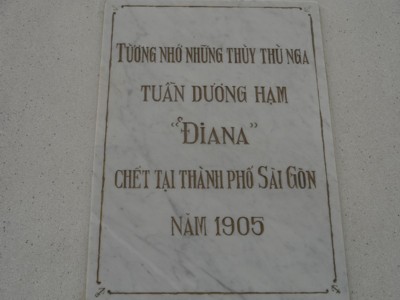 TƯỞNG NHỚ NHỮNG THỦY THỦ NGA
TUẦN DƯƠNG HẠM
“ĐIANA”
CHẾT TẠI THÀNH PHỐ SÀI GÒN
NĂM 1905